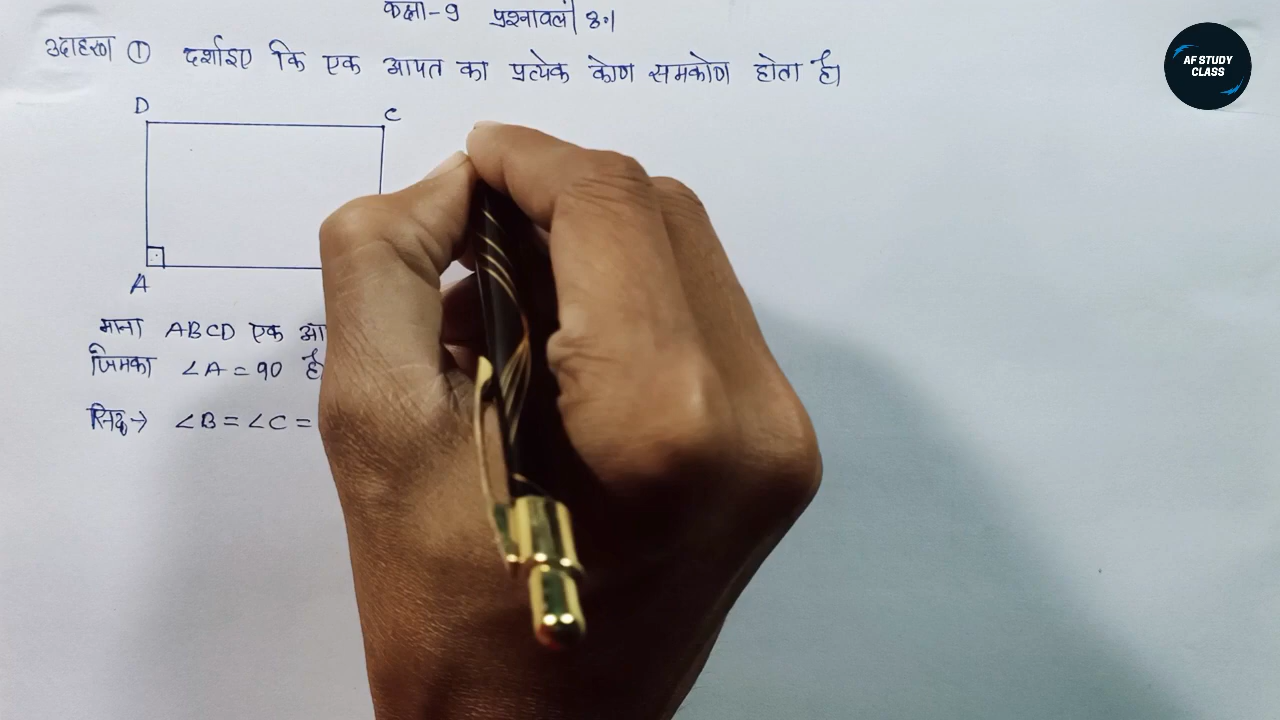 कक्षा-9 प्रश्नावली 8.1
उदाहरण ① दर्शाइए कि एक आयत का प्रत्येक कोण समकोण होता है।
AF STUDY
CLASS
D C
A
माना ABCD एक
जिसका ∠A = 90 है
सिद्ध→ ∠B = ∠C =